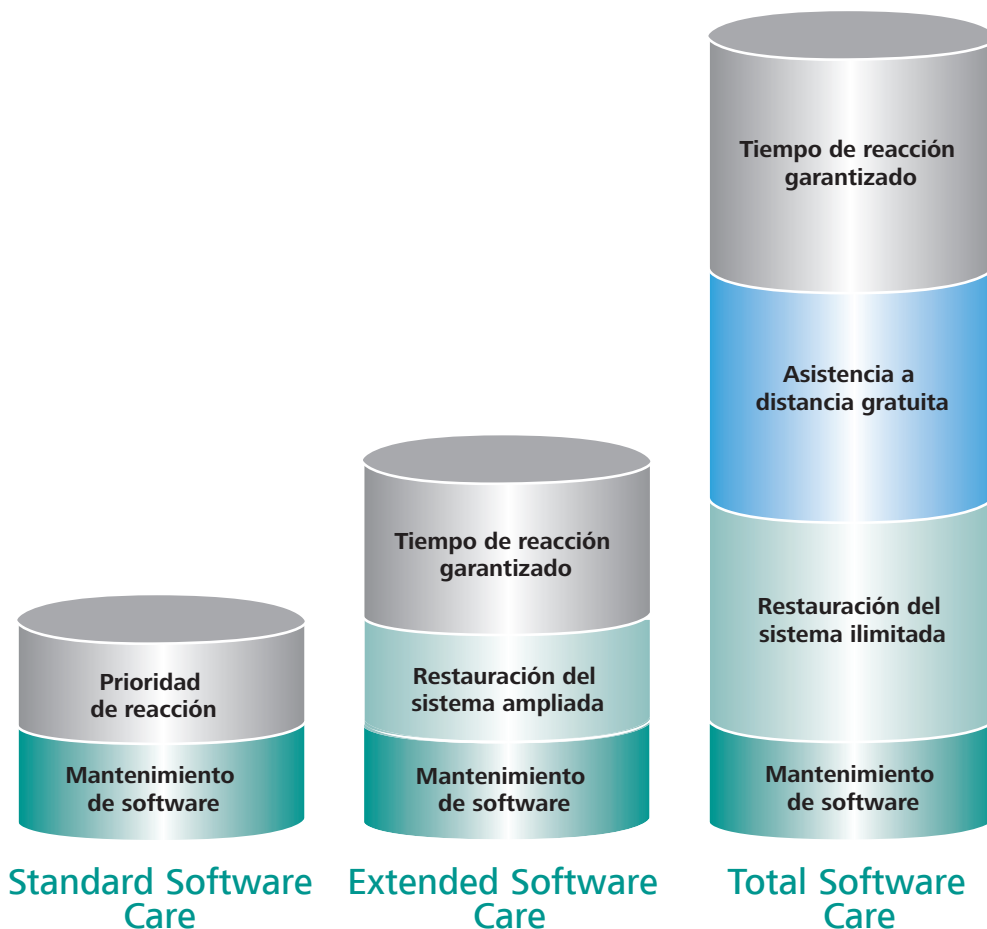 Prioridad
de reacción
Mantenimiento
de software
Standard Software
Care
Tiempo de reacción
garantizado
Restauración del
sistema ampliada
Mantenimiento
de software
Extended Software
Care
Tiempo de reacción
garantizado
Asistencia a
distancia gratuita
Restauración del
sistema ilimitada
Mantenimiento
de software
Total Software
Care